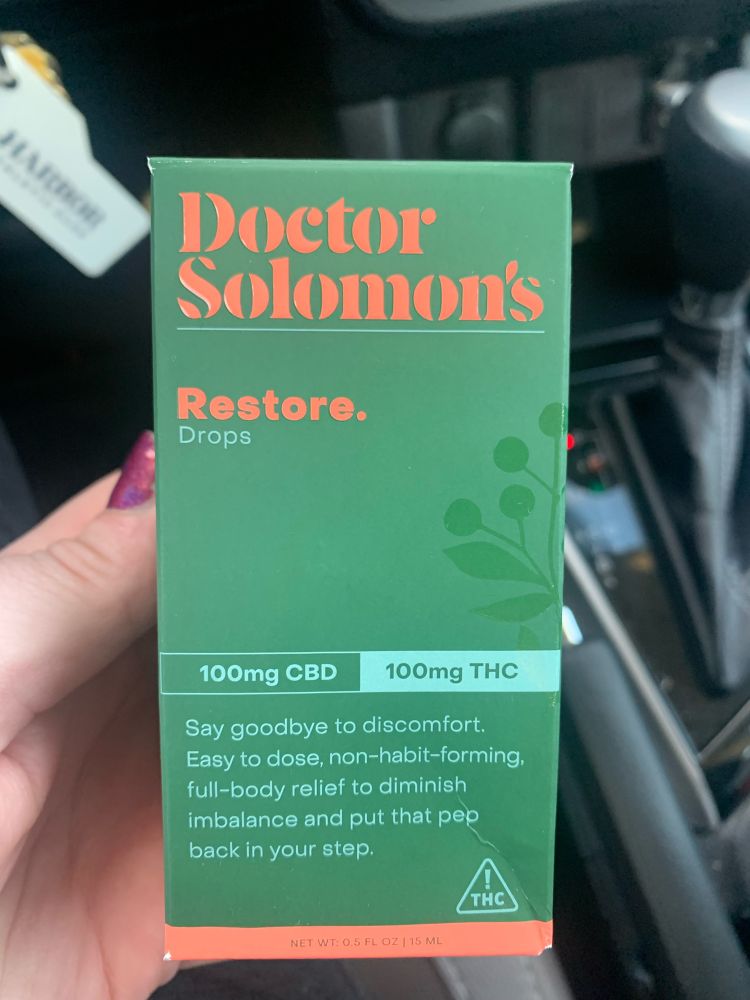 HARBOR
Doctor
Solomon's
Restore.
Drops
100mg CBD 100mg THC
Say goodbye to discomfort.
Easy to dose, non-habit-forming,
full-body relief to diminish
imbalance and put that pep
back in your step.
!
THC
NET WT: 0.5 FL OZ | 15 ML